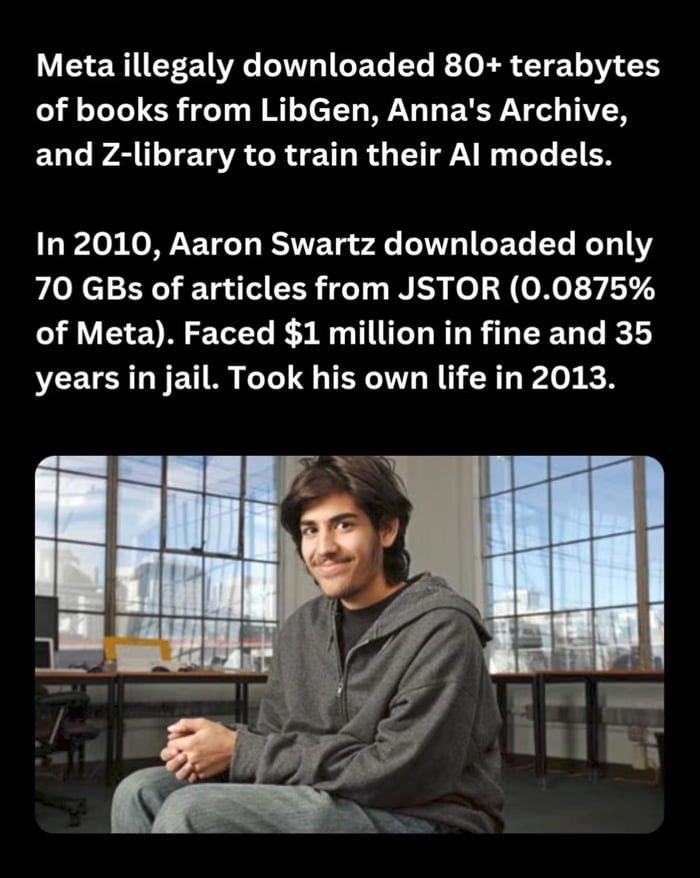 Meta illegaly downloaded 80+ terabytes
of books from LibGen, Anna's Archive,
and Z-library to train their AI models.
In 2010, Aaron Swartz downloaded only
70 GBs of articles from JSTOR (0.0875%
of Meta). Faced $1 million in fine and 35
years in jail. Took his own life in 2013.